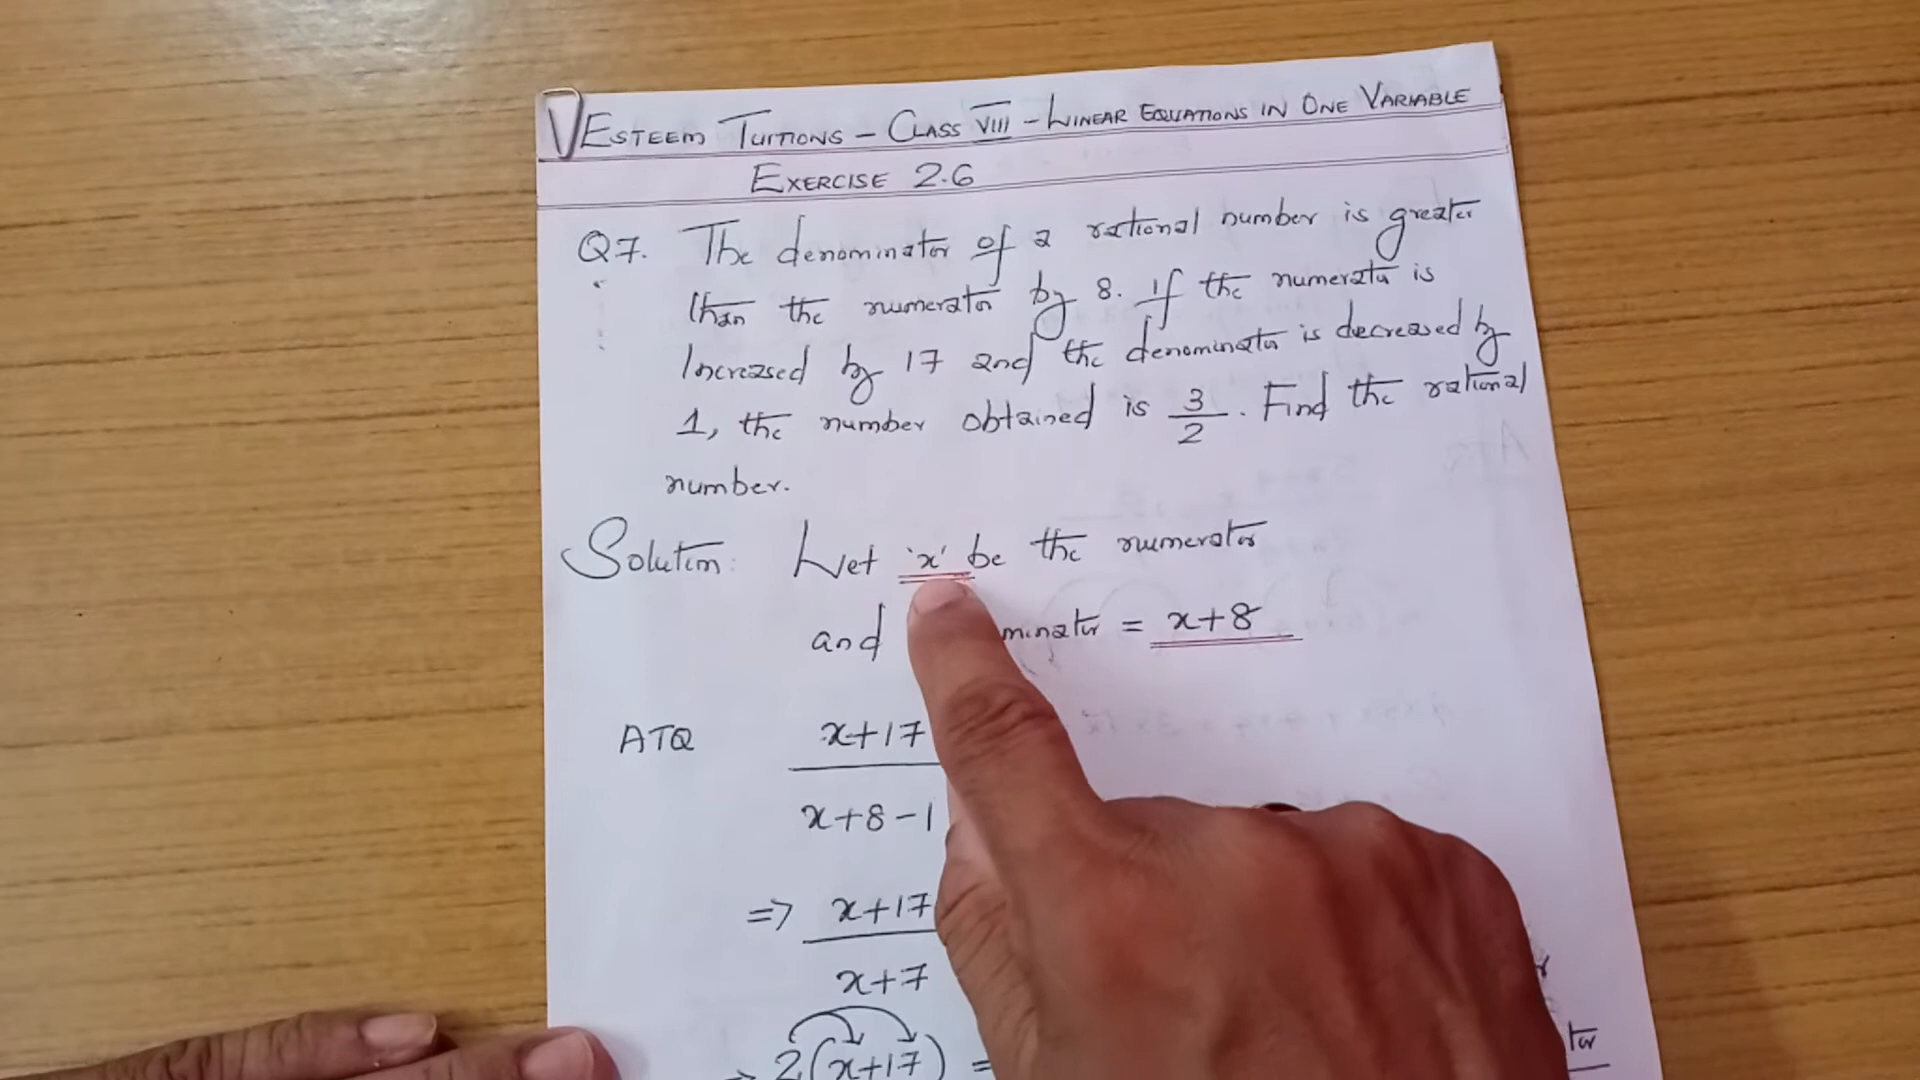 ESTEEM TUITIONS - CLASS VIII - LINEAR EQUATIONS IN ONE VARIABLE
EXERCISE 2.6
Q7. The denominator of a rational number is greater
than the numerator by 8. If the numerator is
Increased by 17 and the denominator is decreased by
1, the number obtained is 3/2. Find the rational
number.
Solution: Let 'x' be the numerator
and minator = x+8
ATQ x+17
x+8-1
=> x+17
x+7
2(x+17) =